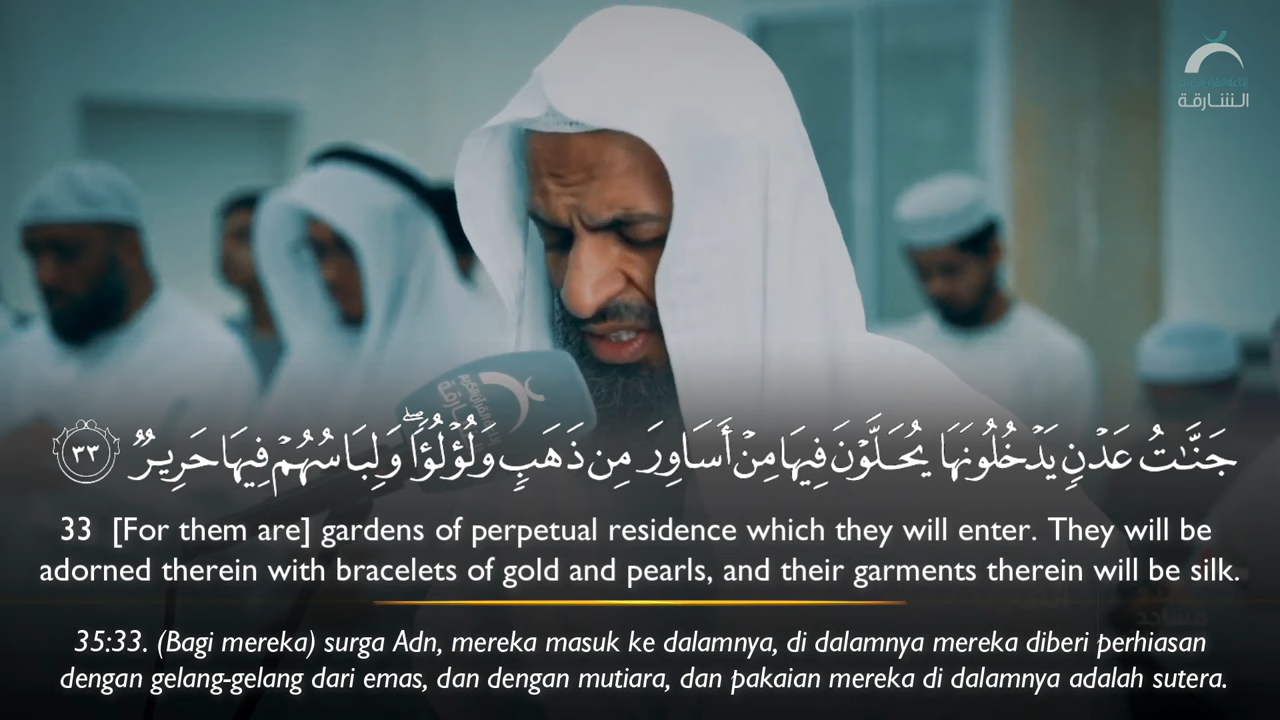 الشارقة
جَنَّٰتُ عَدْنٍ يَدْخُلُونَهَا يُحَلَّوْنَ فِيهَا مِنْ أَسَاوِرَ مِن ذَهَبٍ وَلُؤْلُؤًا ۖ وَلِبَاسُهُمْ فِيهَا حَرِيرٌ ٣٣
33 [For them are] gardens of perpetual residence which they will enter. They will be
adorned therein with bracelets of gold and pearls, and their garments therein will be silk.
35:33. (Bagi mereka) surga Adn, mereka masuk ke dalamnya, di dalamnya mereka diberi perhiasan
dengan gelang-gelang dari emas, dan dengan mutiara, dan pakaian mereka di dalamnya adalah sutera.